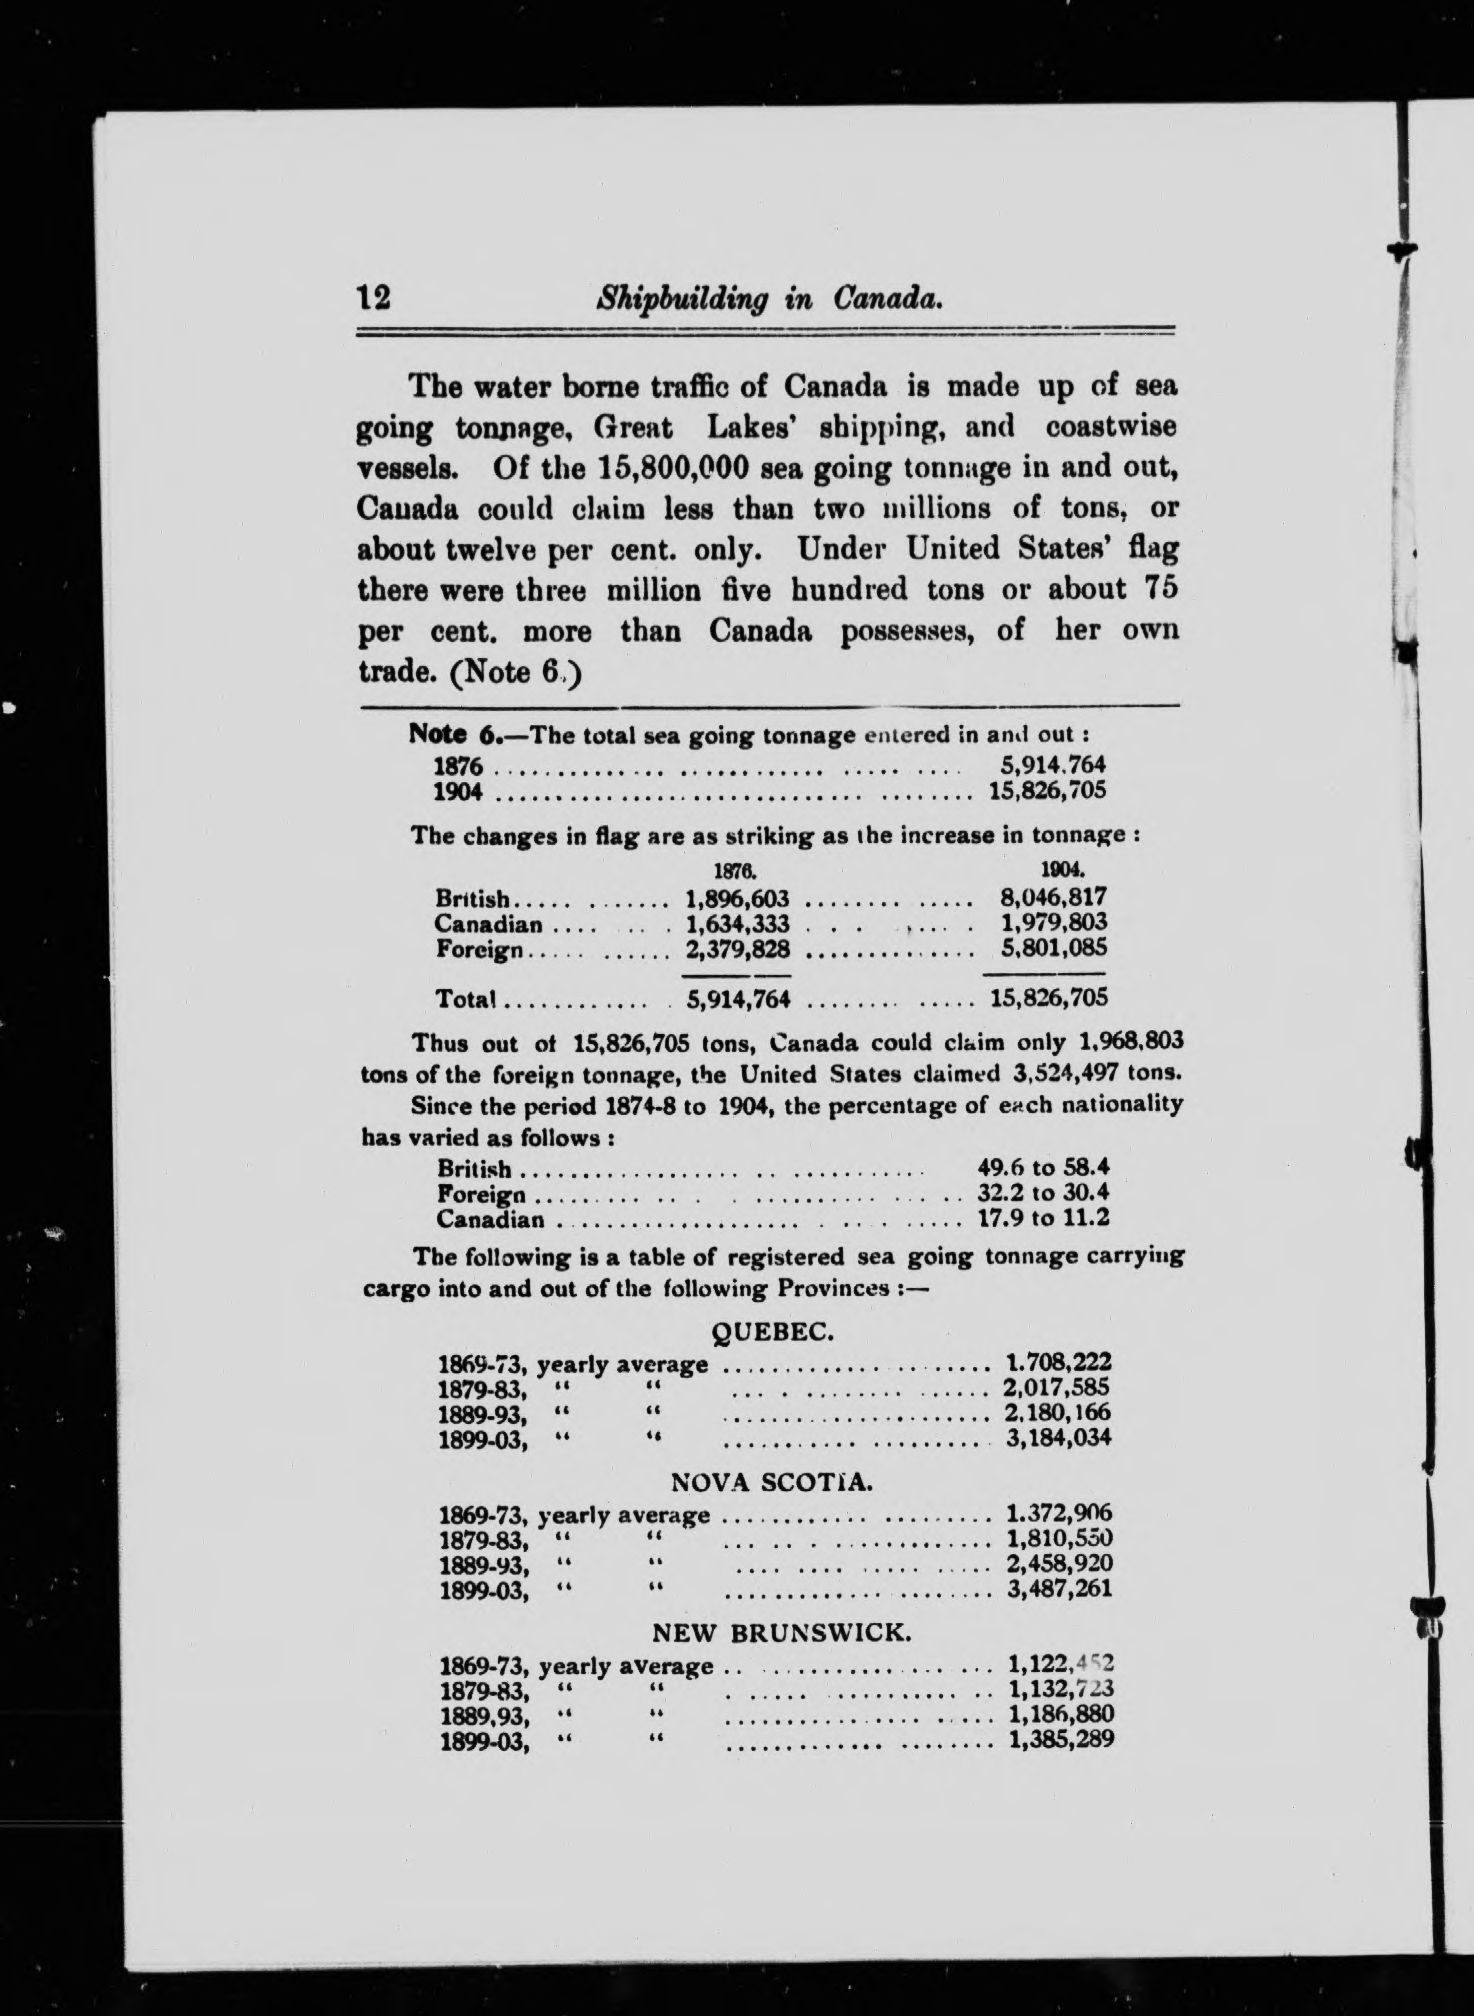 12 Shipbuilding in Canada.
The water borne traffic of Canada is made up of sea
going tonnage, Great Lakes' shipping, and coastwise
vessels. Of the 15,800,000 sea going tonnage in and out,
Canada could claim less than two millions of tons, or
about twelve per cent. only. Under United States' flag
there were three million five hundred tons or about 75
per cent. more than Canada possesses, of her own
trade. (Note 6.)
Note 6.—The total sea going tonnage entered in and out :
1876 .................................... 5,914,764
1904 .................................... 15,826,705
The changes in flag are as striking as the increase in tonnage :
1876. 1904.
British............ 1,896,603 ............. 8,046,817
Canadian .......... 1,634,333 ............. 1,979,803
Foreign............ 2,379,828 ............. 5,801,085
Total.............. 5,914,764 ............. 15,826,705
Thus out of 15,826,705 tons, Canada could claim only 1,968,803
tons of the foreign tonnage, the United States claimed 3,524,497 tons.
Since the period 1874-8 to 1904, the percentage of each nationality
has varied as follows :
British .................................. 49.6 to 58.4
Foreign .................................. 32.2 to 30.4
Canadian ................................. 17.9 to 11.2
The following is a table of registered sea going tonnage carrying
cargo into and out of the following Provinces :—
QUEBEC.
1869-73, yearly average ...................... 1.708,222
1879-83, “ “ ...................... 2,017,585
1889-93, “ “ ...................... 2,180,166
1899-03, “ “ ...................... 3,184,034
NOVA SCOTIA.
1869-73, yearly average ...................... 1.372,906
1879-83, “ “ ...................... 1,810,550
1889-93, “ “ ...................... 2,458,920
1899-03, “ “ ...................... 3,487,261
NEW BRUNSWICK.
1869-73, yearly average ...................... 1,122,452
1879-83, “ “ ...................... 1,132,723
1889,93, “ “ ...................... 1,186,880
1899-03, “ “ ...................... 1,385,289